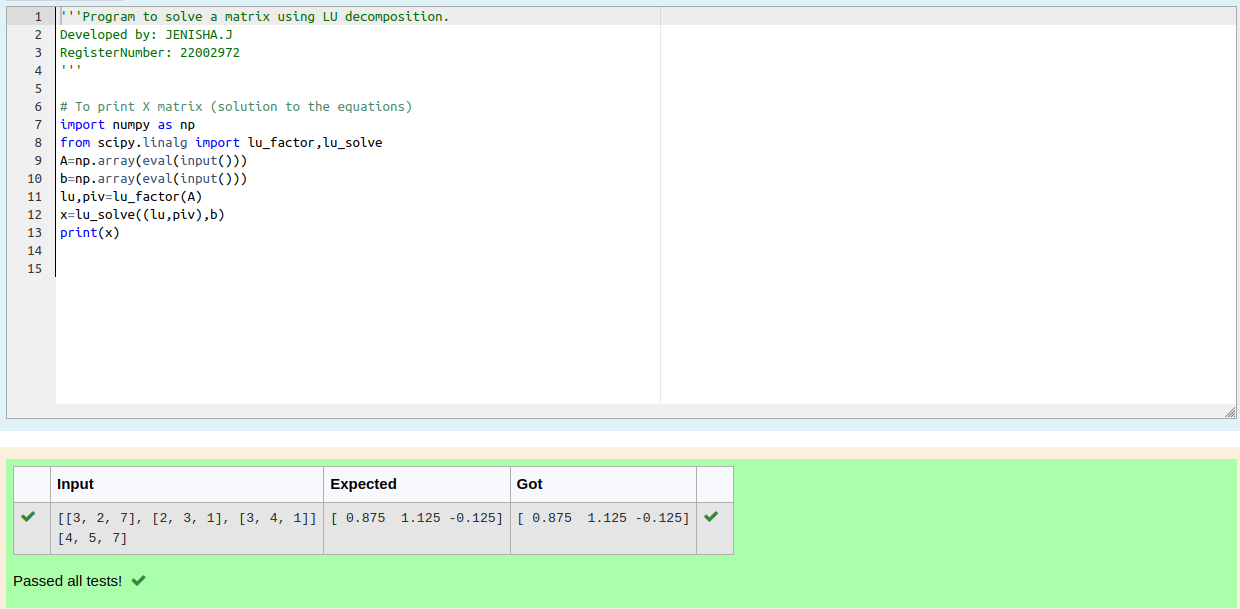 1 '''Program to solve a matrix using LU decomposition.
2 Developed by: JENISHA.J
3 RegisterNumber: 22002972
4 '''
5
6 # To print X matrix (solution to the equations)
7 import numpy as np
8 from scipy.linalg import lu_factor,lu_solve
9 A=np.array(eval(input()))
10 b=np.array(eval(input()))
11 lu,piv=lu_factor(A)
12 x=lu_solve((lu,piv),b)
13 print(x)
14
15
Input Expected Got
[[3, 2, 7], [2, 3, 1], [3, 4, 1]] [ 0.875  1.125 -0.125] [ 0.875  1.125 -0.125]
[4, 5, 7]
Passed all tests!